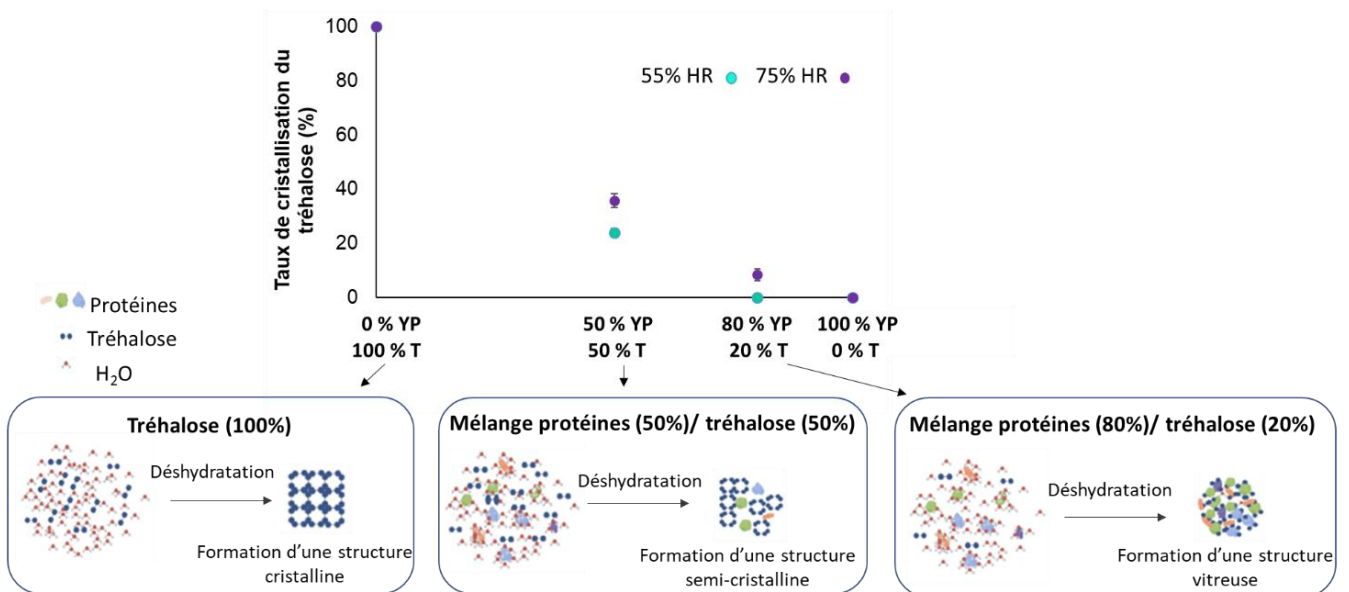 Taux de cristallisation du
tréhalose (%)
100
80
60
40
20
0
55% HR
75% HR
0 % YP
100 % T
50 % YP
50 % T
80 % YP
20 % T
100 % YP
0 % T
Protéines
Tréhalose
H₂O
Tréhalose (100%)
Déshydratation
Formation d'une structure
cristalline
Mélange protéines (50%)/ tréhalose (50%)
Déshydratation
Formation d'une structure
semi-cristalline
Mélange protéines (80%)/ tréhalose (20%)
Déshydratation
Formation d'une structure
vitreuse